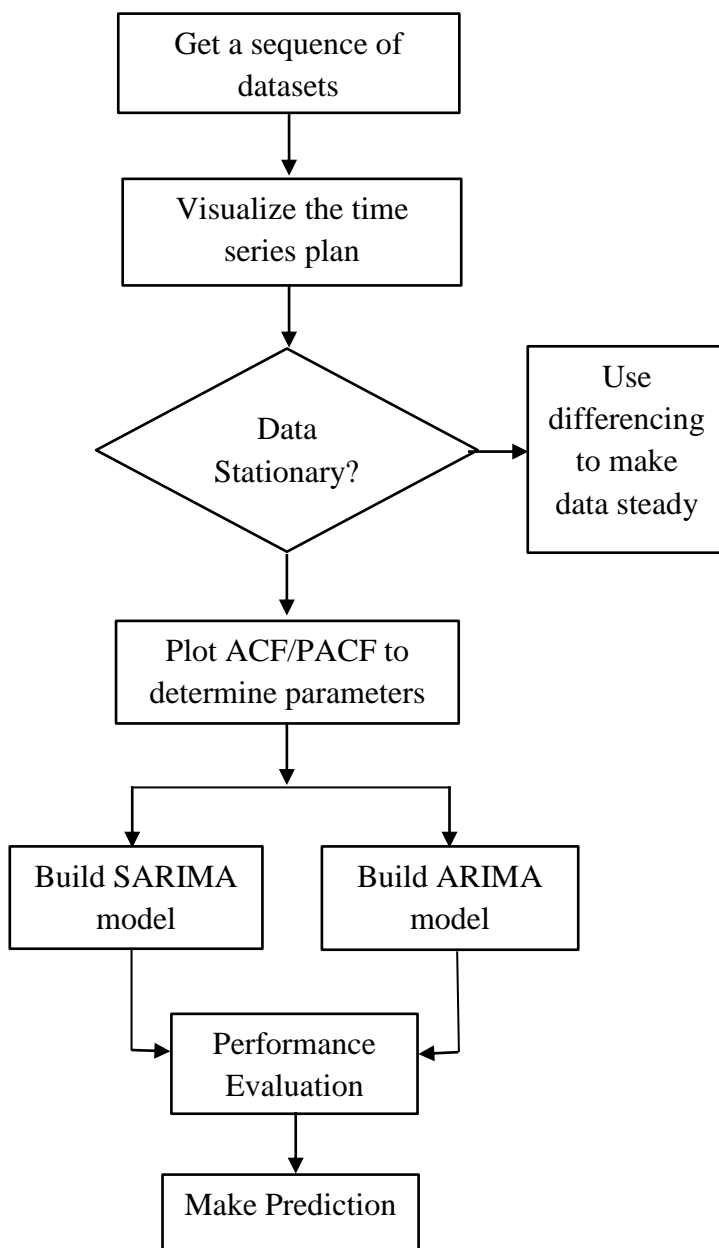 Get a sequence of
datasets
Visualize the time
series plan
Data
Stationary?
Use
differencing
to make
data steady
Plot ACF/PACF to
determine parameters
Build SARIMA
model
Build ARIMA
model
Performance
Evaluation
Make Prediction